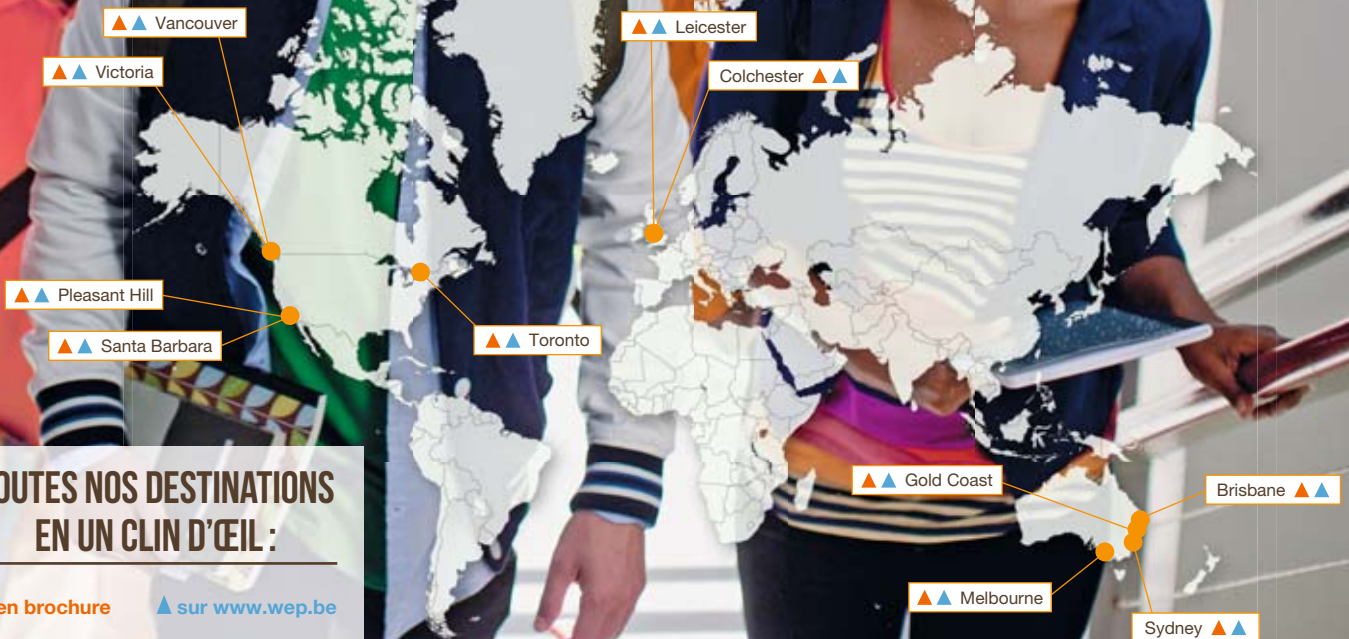 Vancouver
Leicester
Victoria
Colchester
Pleasant Hill
Santa Barbara
Toronto
Gold Coast
Brisbane
NOS DESTINATIONS
EN UN CLIN D'ŒIL :
en brochure
sur www.wep.be
Melbourne
Sydney